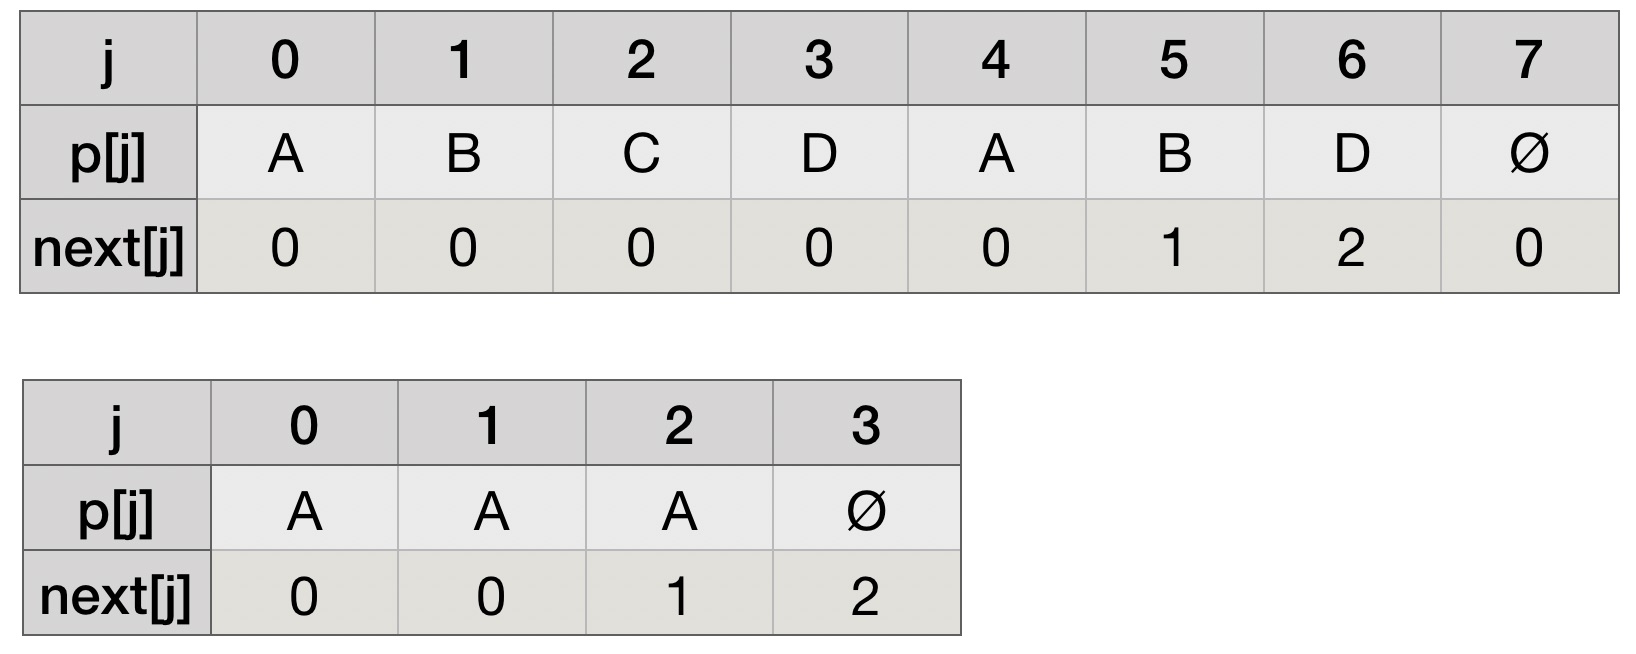 j 0 1 2 3 4 5 6 7
p[j] A B C D A B D Ø
next[j] 0 0 0 0 0 1 2 0
j 0 1 2 3
p[j] A A A Ø
next[j] 0 0 1 2